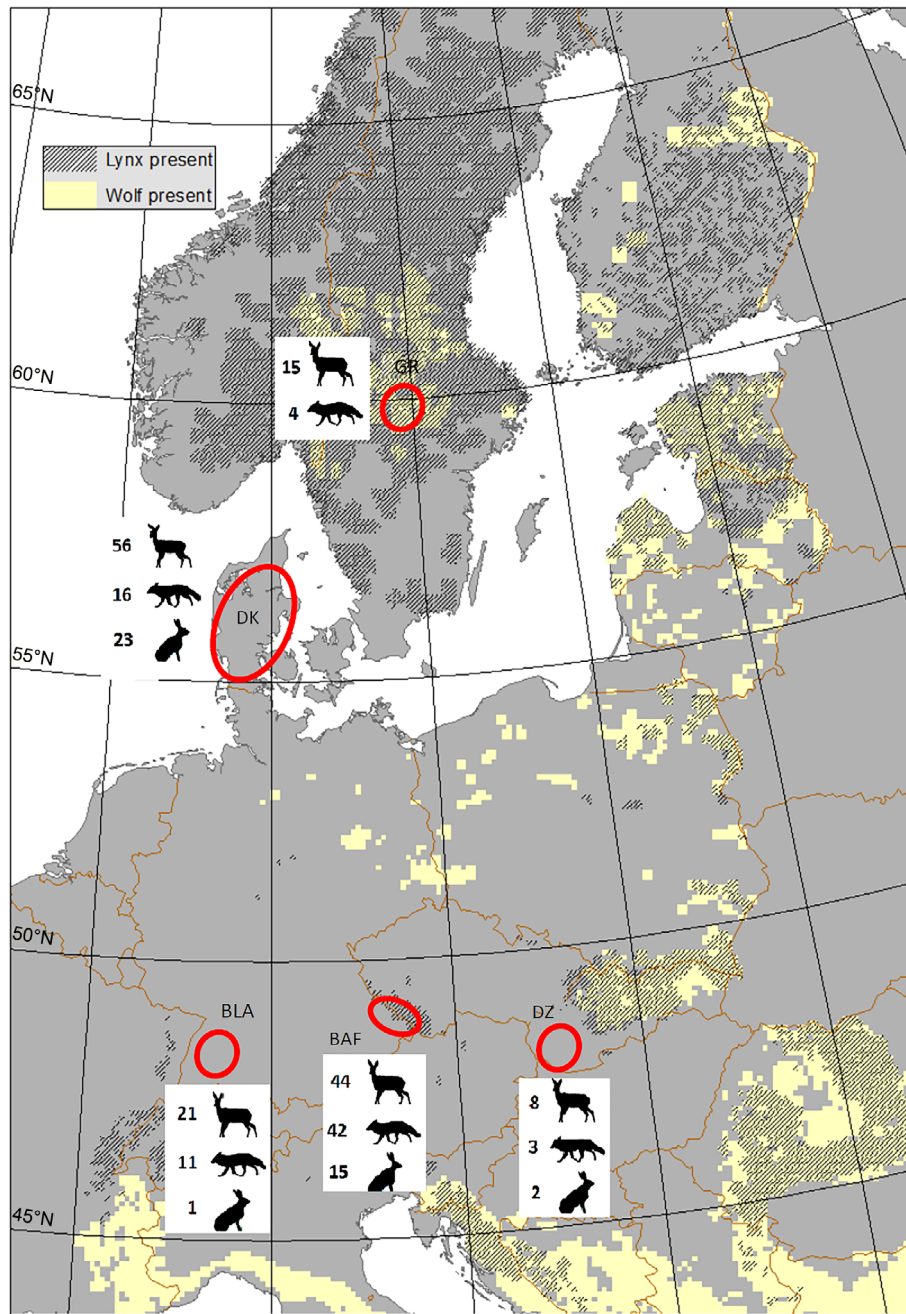 65°N
Lynx present
Wolf present
60°N
15
GR
4
56
16
DK
23
55°N
50°N
BLA
BAF
DZ
44
21
8
42
11
3
15
2
1
45°N